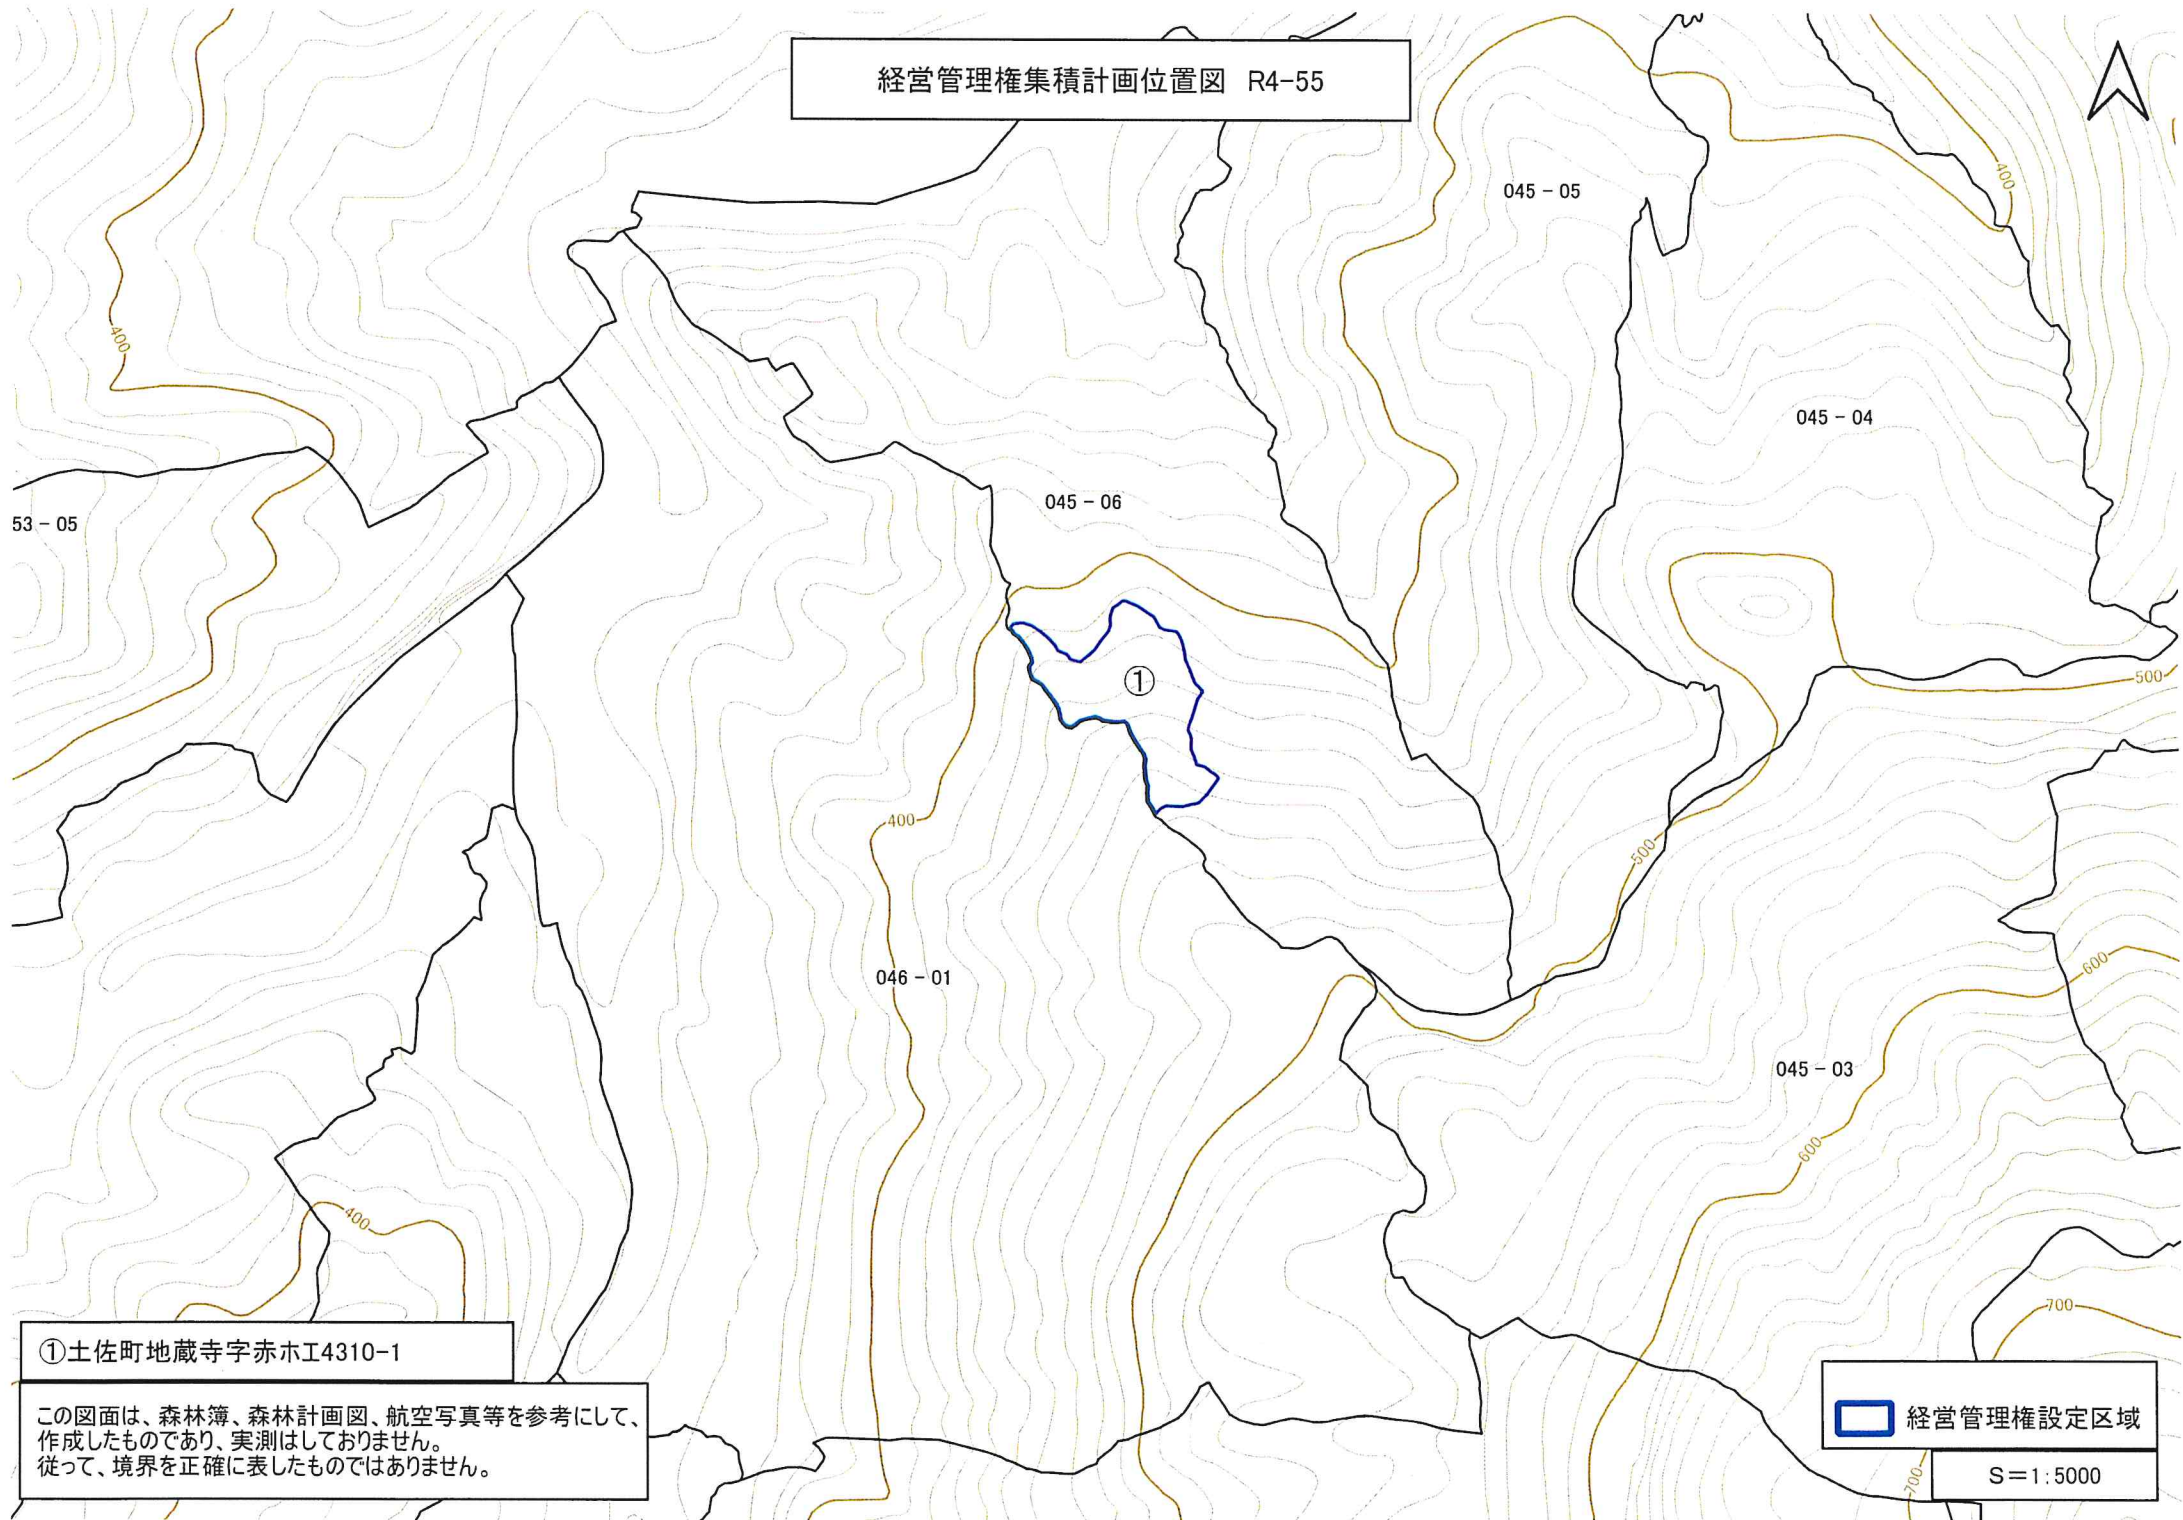 経営管理権集積計画位置図 R4-55
045-05
400
400
045-04
045-06
53-05
①
500
400
500
046-01
600
045-03
600
400
700
①土佐町地蔵寺字赤ホエ4310-1
この図面は、森林簿、森林計画図、航空写真等を参考にして、
作成したものであり、実測はしておりません。
従って、境界を正確に表したものではありません。
経営管理権設定区域
S＝1:5000
700